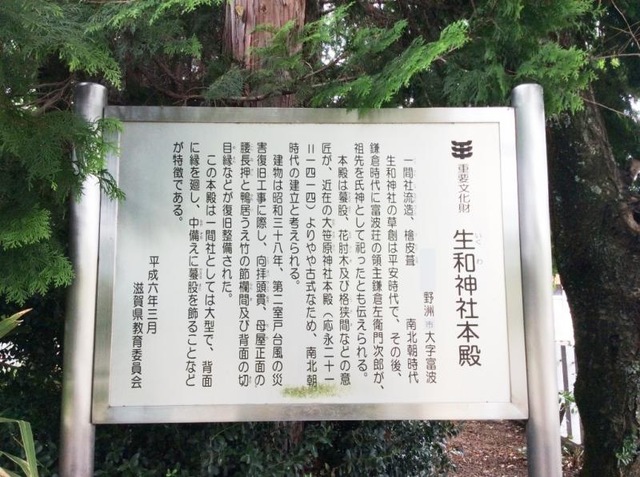 重要文化財
生和神社本殿
いくわ
野洲市大字富波
一間社流造、檜皮葺　南北朝時代
生和神社の草創は平安時代で、その後、
鎌倉時代に富波荘の領主鎌倉左衛門次郎が、
祖先を氏神として祀ったとも伝えられる。
本殿は蟇股、花肘木及び格狭間などの意
匠が、近在の大笹原神社本殿（応永二十一
＝一四一四）よりやや古式なため、南北朝
時代の建立と考えられる。
建物は昭和三十八年、第二室戸台風の災
害復旧工事に際し、向拝頭貫、母屋正面の
腰長押と鴨居うえ竹の節欄間及び背面の切
目縁などが復旧整備された。
この本殿は一間社としては大型で、背面
に縁を廻し、中備えに蟇股を飾ることなど
が特徴である。
平成六年三月
滋賀県教育委員会